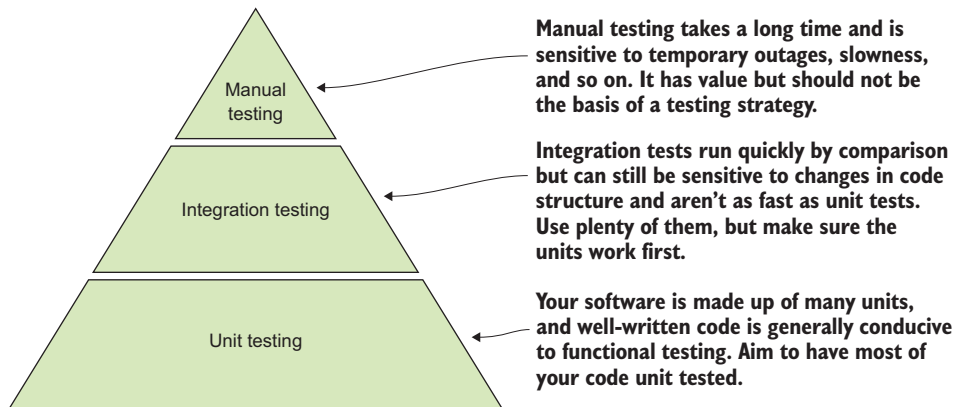 Manual
testing
Manual testing takes a long time and is
sensitive to temporary outages, slowness,
and so on. It has value but should not be
the basis of a testing strategy.
Integration testing
Integration tests run quickly by comparison
but can still be sensitive to changes in code
structure and aren't as fast as unit tests.
Use plenty of them, but make sure the
units work first.
Unit testing
Your software is made up of many units,
and well-written code is generally conducive
to functional testing. Aim to have most of
your code unit tested.